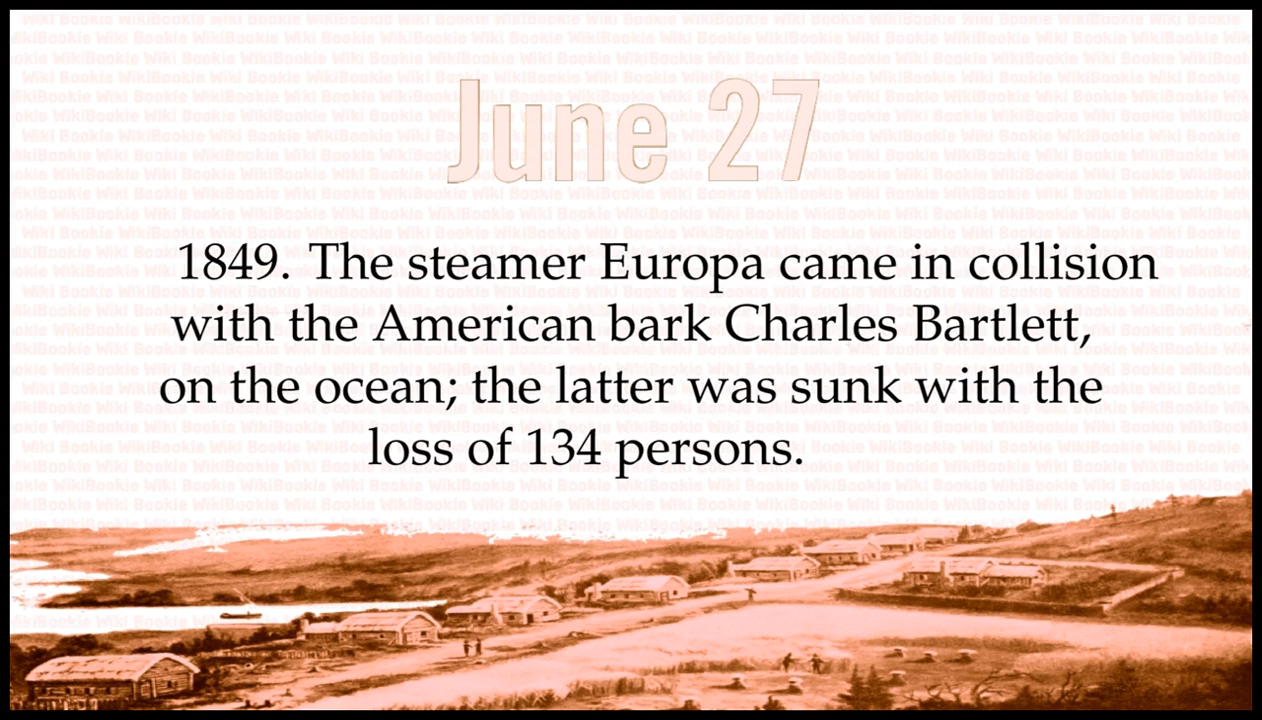 June 27
1849. The steamer Europa came in collision
with the American bark Charles Bartlett,
on the ocean; the latter was sunk with the
loss of 134 persons.